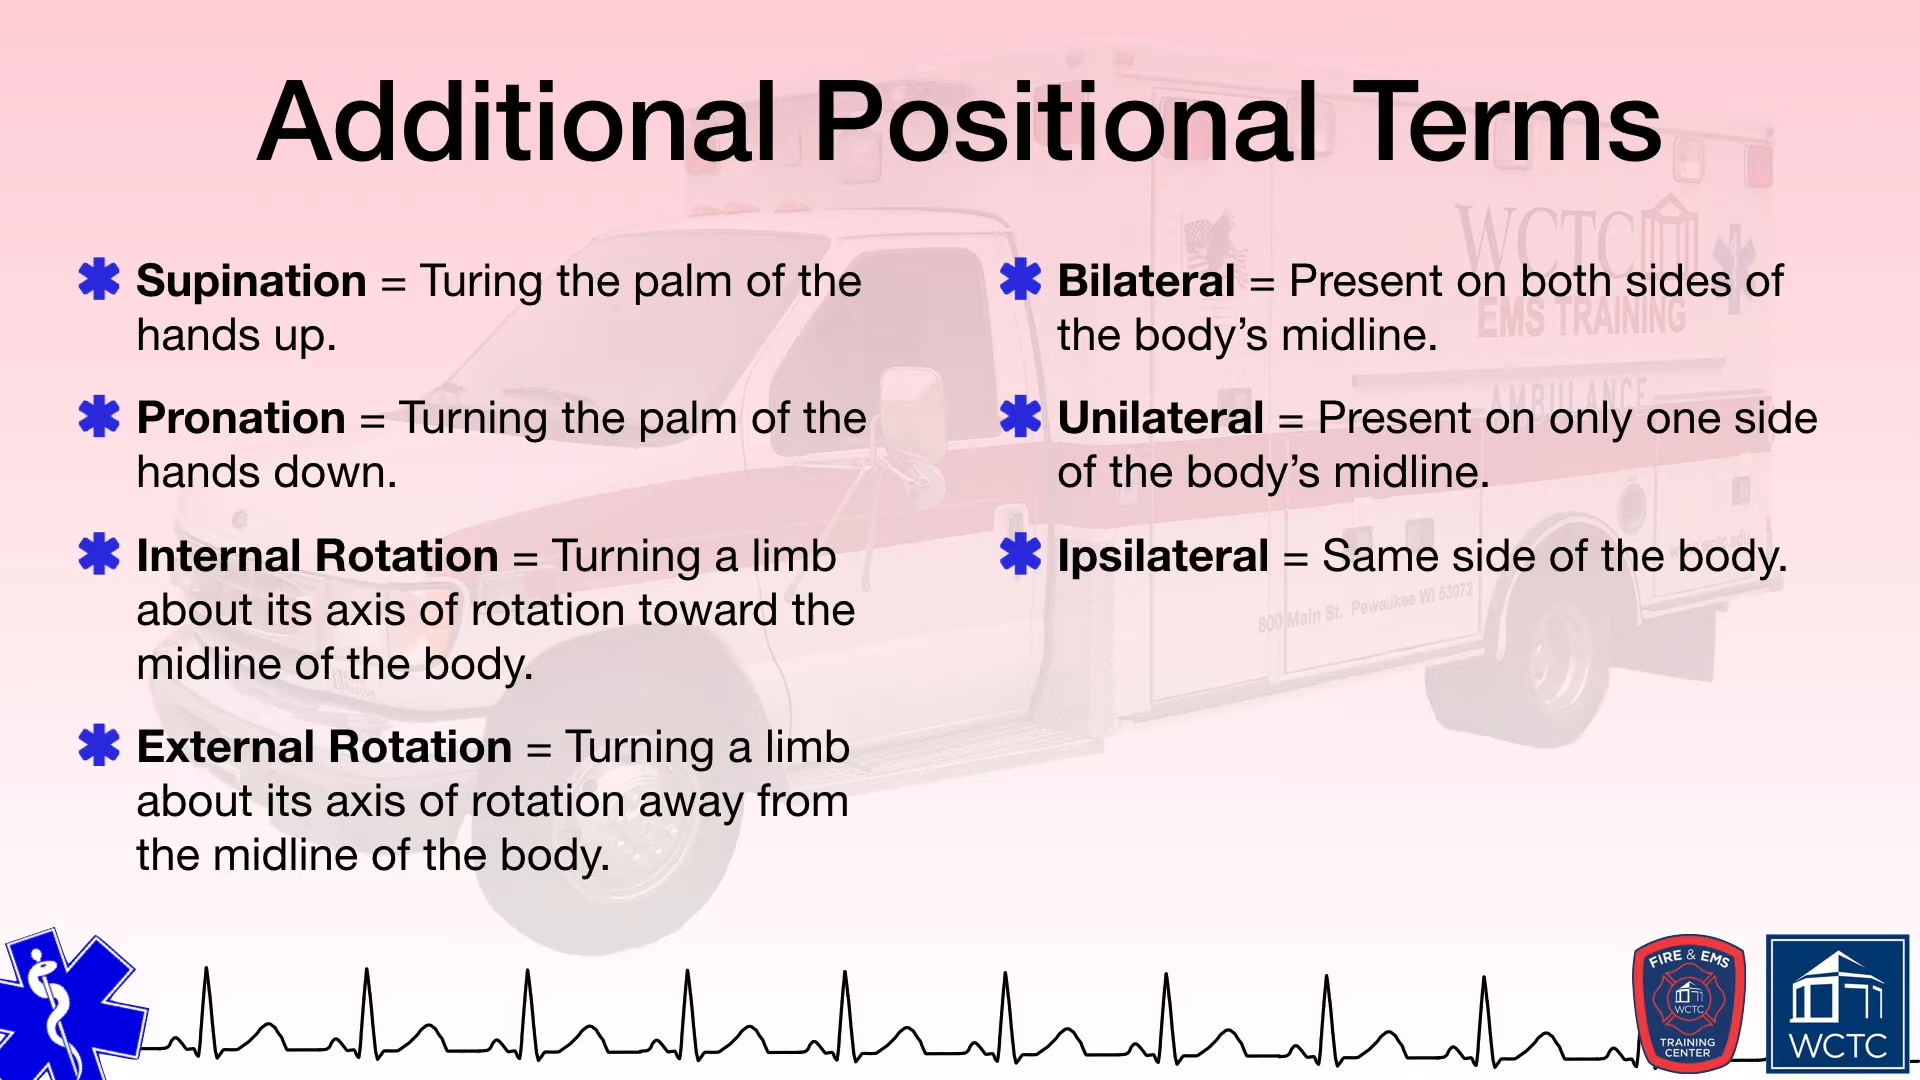 Additional Positional Terms
Supination = Turing the palm of the
hands up.
Pronation = Turning the palm of the
hands down.
Internal Rotation = Turning a limb
about its axis of rotation toward the
midline of the body.
External Rotation = Turning a limb
about its axis of rotation away from
the midline of the body.
Bilateral = Present on both sides of
the body’s midline.
Unilateral = Present on only one side
of the body’s midline.
Ipsilateral = Same side of the body.
WCTC
EMS TRAINING
AMBULANCE
800 Main St. Pewaukee WI 53072
FIRE & EMS
WCTC
TRAINING
CENTER
WCTC